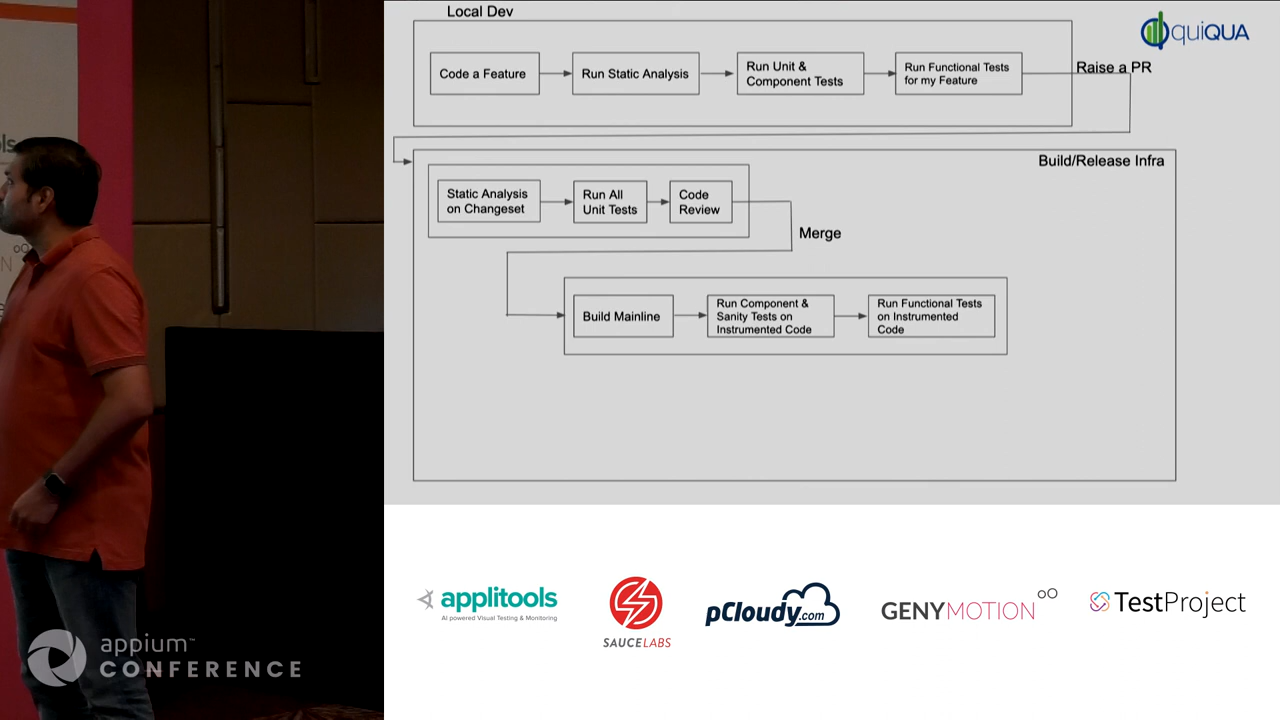 Local Dev
quiQUA
Code a Feature
Run Static Analysis
Run Unit &
Component Tests
Run Functional Tests
for my Feature
Raise a PR
Build/Release Infra
Static Analysis
on Changeset
Run All
Unit Tests
Code
Review
Merge
Build Mainline
Run Component &
Sanity Tests on
Instrumented Code
Run Functional Tests
on Instrumented
Code
applitools
AI powered Visual Testing & Monitoring
SAUCELABS
pCloudy.com
GENYMOTION
TestProject
appium™
CONFERENCE